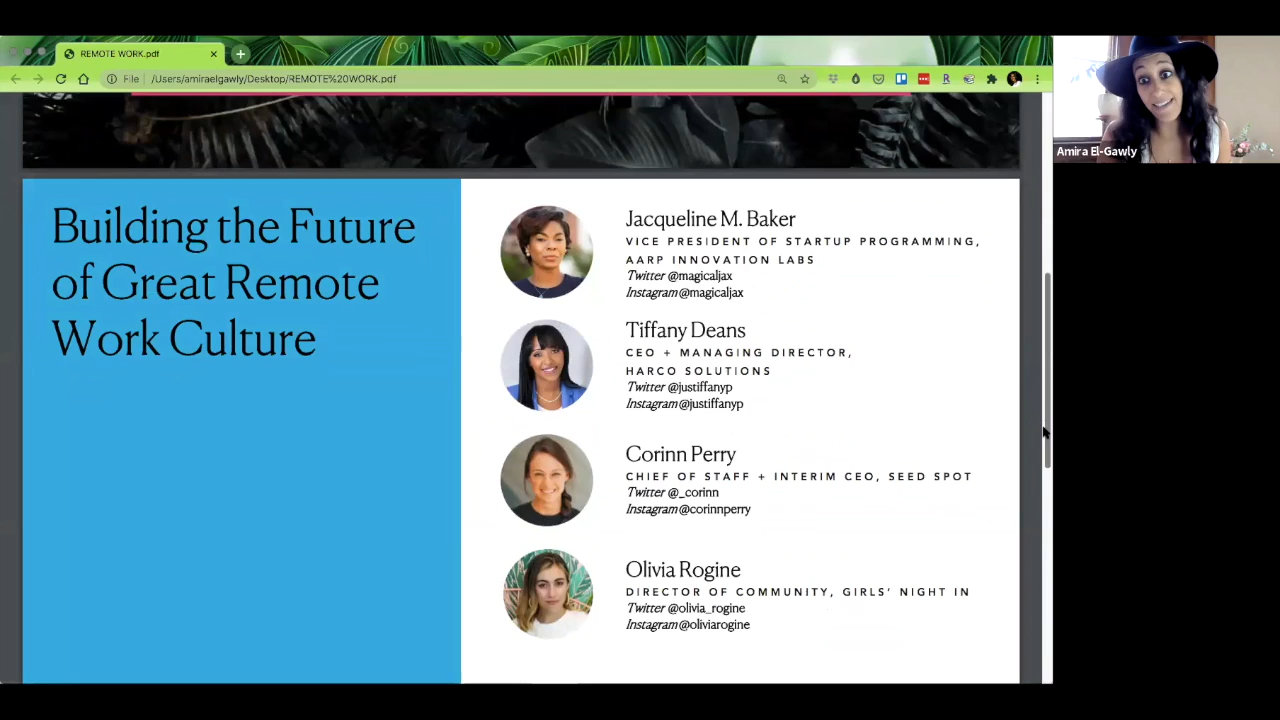 REMOTE WORK.pdf
File /Users/amiraelgawly/Desktop/REMOTE%20WORK.pdf
Amira El-Gawly
Building the Future
of Great Remote
Work Culture
Jacqueline M. Baker
VICE PRESIDENT OF STARTUP PROGRAMMING,
AARP INNOVATION LABS
Twitter @magicaljax
Instagram @magicaljax
Tiffany Deans
CEO + MANAGING DIRECTOR,
HARCO SOLUTIONS
Twitter @justiffanyp
Instagram @justiffanyp
Corinn Perry
CHIEF OF STAFF + INTERIM CEO, SEED SPOT
Twitter @_corinn
Instagram @corinnperry
Olivia Rogine
DIRECTOR OF COMMUNITY, GIRLS' NIGHT IN
Twitter @olivia_rogine
Instagram @oliviarogine